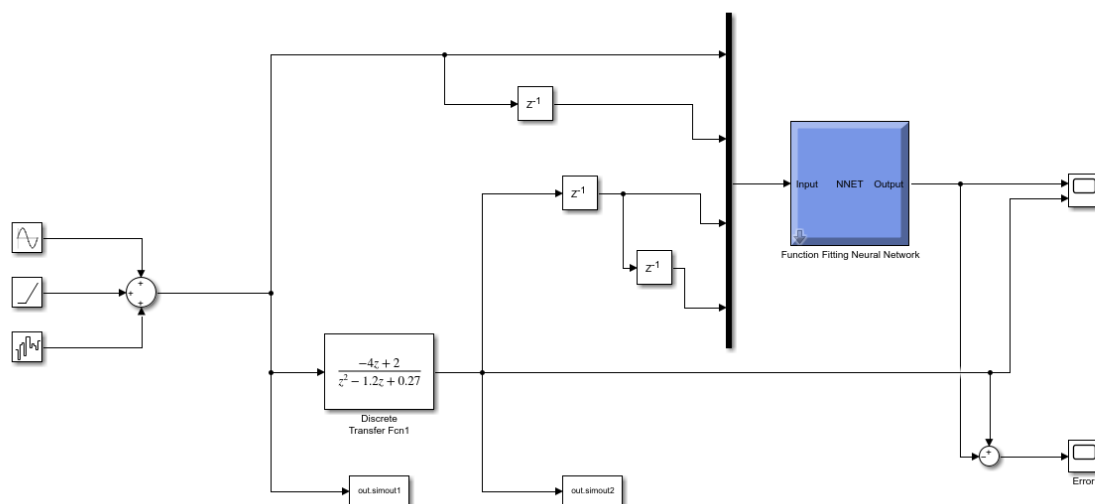 z-1
z-1
Input NNET Output
Function Fitting Neural Network
z-1
+
+
+
−4z + 2
z² − 1.2z + 0.27
Discrete
Transfer Fcn1
+
−
Error
out.simout1
out.simout2